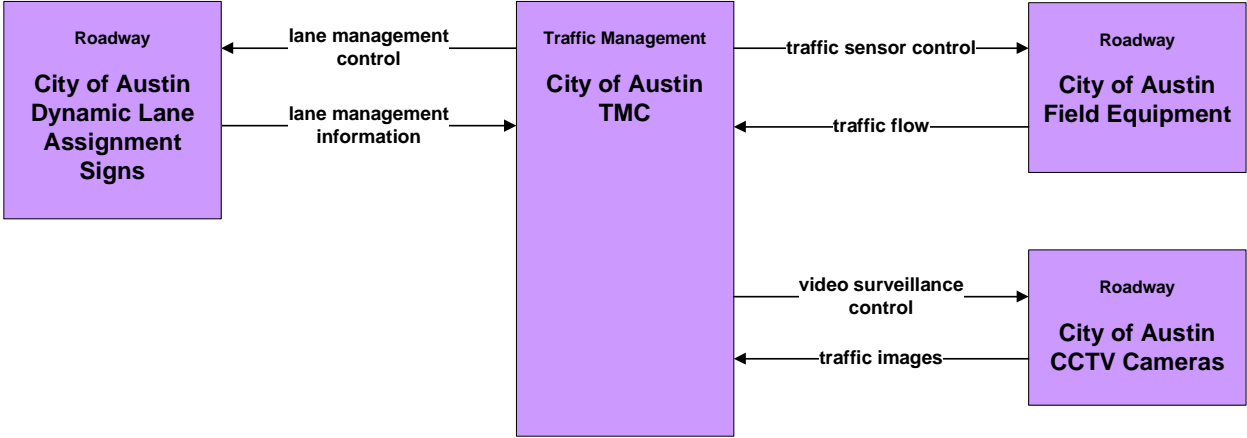 Roadway
City of Austin
Dynamic Lane
Assignment
Signs
lane management
control
lane management
information
Traffic Management
City of Austin
TMC
traffic sensor control
traffic flow
Roadway
City of Austin
Field Equipment
video surveillance
control
traffic images
Roadway
City of Austin
CCTV Cameras